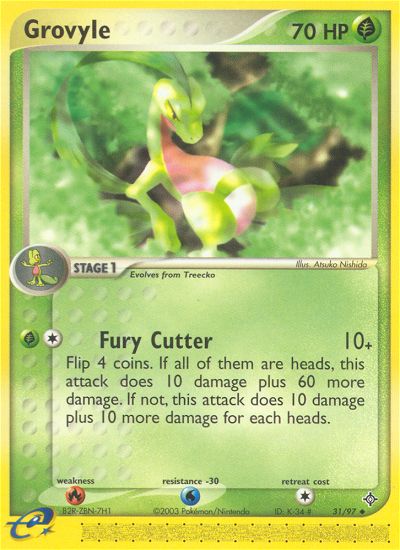 Grovyle 70 HP
Illus. Atsuko Nishida
STAGE 1
Evolves from Treecko
Fury Cutter 10+
Flip 4 coins. If all of them are heads, this
attack does 10 damage plus 60 more
damage. If not, this attack does 10 damage
plus 10 more damage for each heads.
weakness resistance -30 retreat cost
B2R-ZBN-7H1 ©2003 Pokémon/Nintendo ID: K-34 # 31/97
e